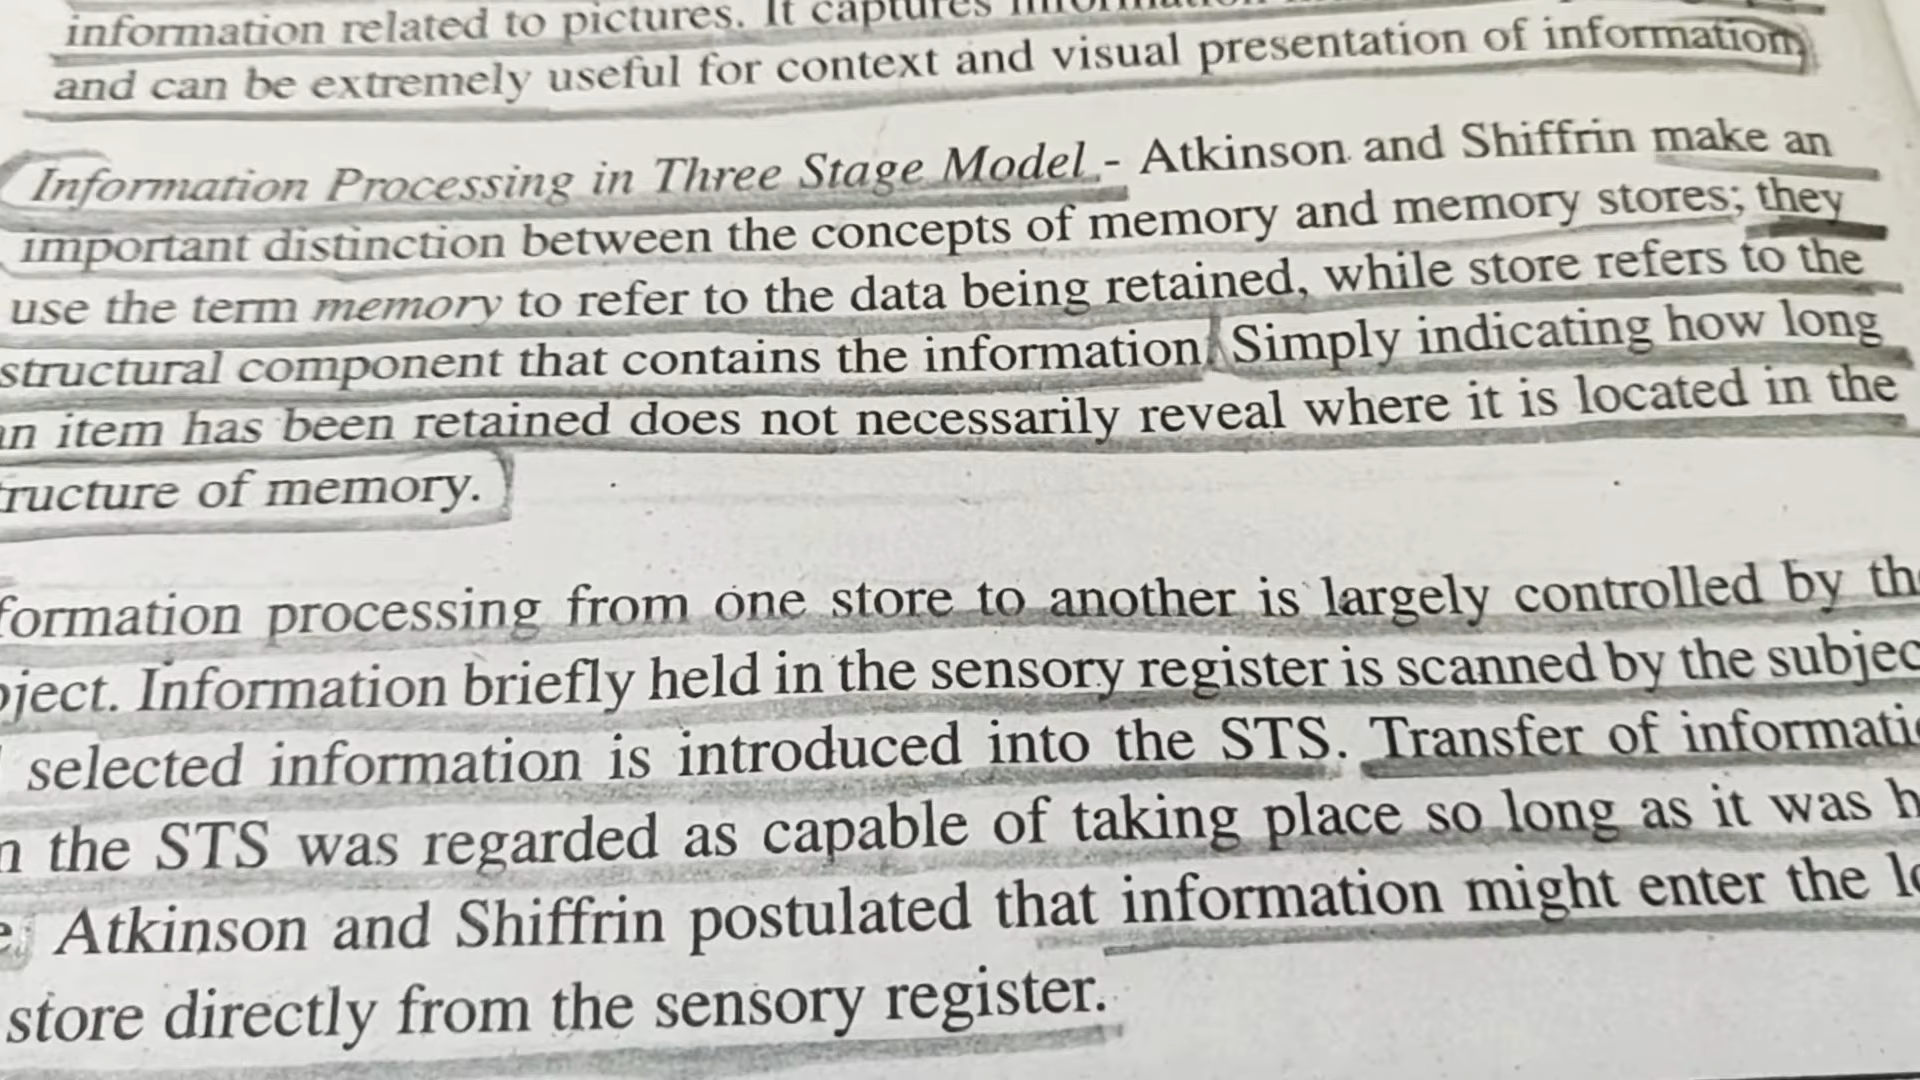 information related to pictures. It captures
and can be extremely useful for context and visual presentation of information
Information Processing in Three Stage Model - Atkinson and Shiffrin make an
important distinction between the concepts of memory and memory stores; they
use the term memory to refer to the data being retained, while store refers to the
structural component that contains the information. Simply indicating how long
an item has been retained does not necessarily reveal where it is located in the
ructure of memory.
formation processing from one store to another is largely controlled by the
bject. Information briefly held in the sensory register is scanned by the subjec
selected information is introduced into the STS. Transfer of informati
the STS was regarded as capable of taking place so long as it was h
Atkinson and Shiffrin postulated that information might enter the lo
store directly from the sensory register.